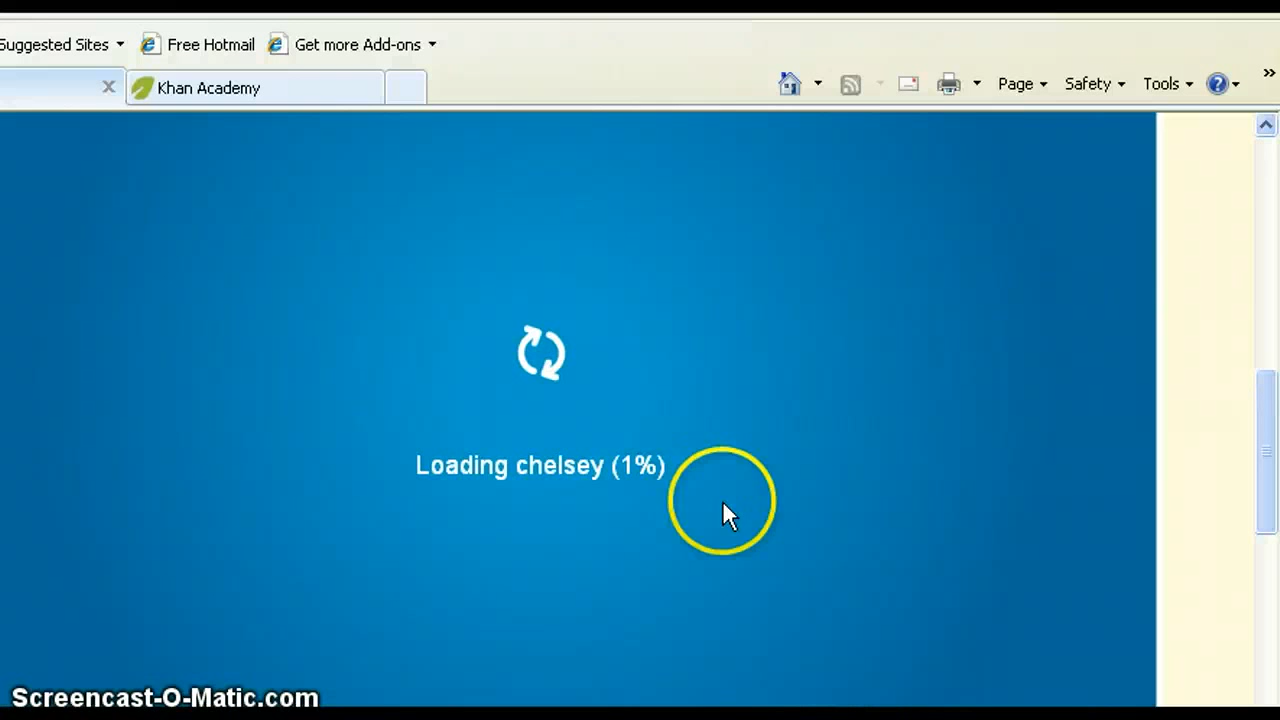 Suggested Sites Free Hotmail Get more Add-ons
Khan Academy Page Safety Tools ? »
Loading chelsey (1%)
Screencast-O-Matic.com